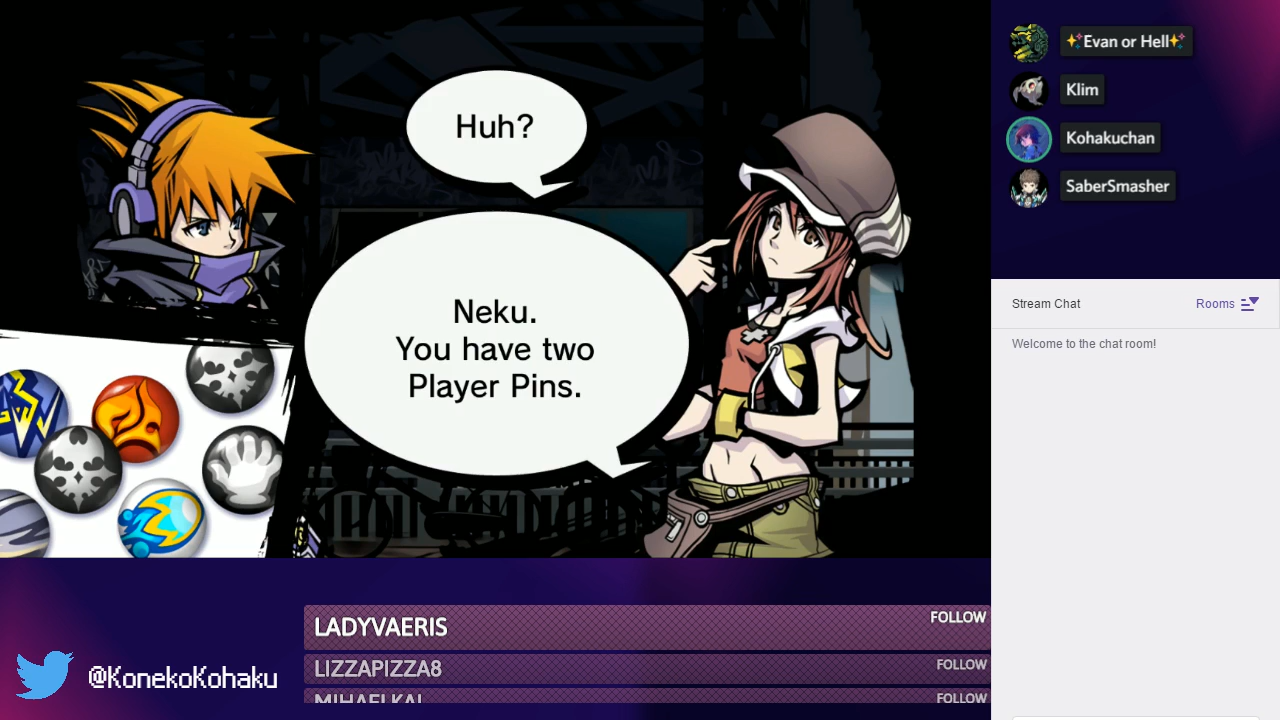 Huh?
Neku.
You have two
Player Pins.
✨Evan or Hell✨
Klim
Kohakuchan
SaberSmasher
Stream Chat
Rooms
Welcome to the chat room!
LADYVAERIS
FOLLOW
LIZZAPIZZA8
FOLLOW
MIHAELKAL
FOLLOW
@KonekoKohaku